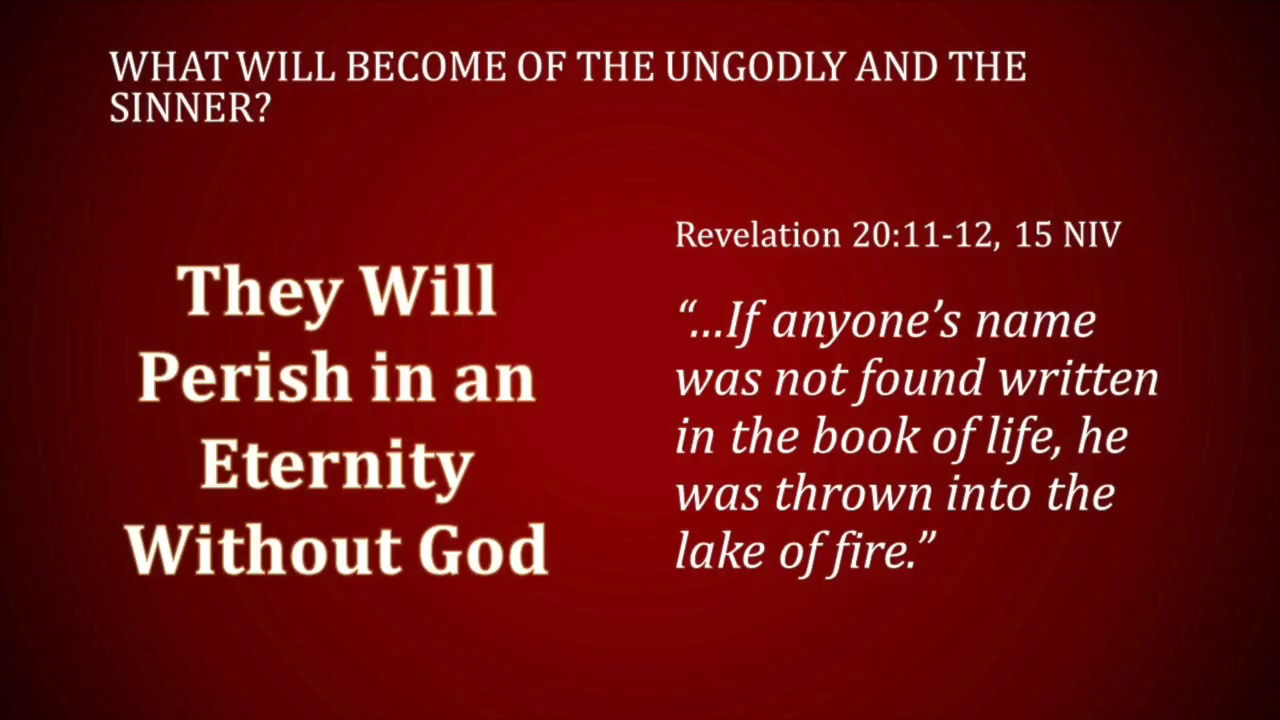 WHAT WILL BECOME OF THE UNGODLY AND THE
SINNER?
They Will
Perish in an
Eternity
Without God
Revelation 20:11-12, 15 NIV
“…If anyone’s name
was not found written
in the book of life, he
was thrown into the
lake of fire.”